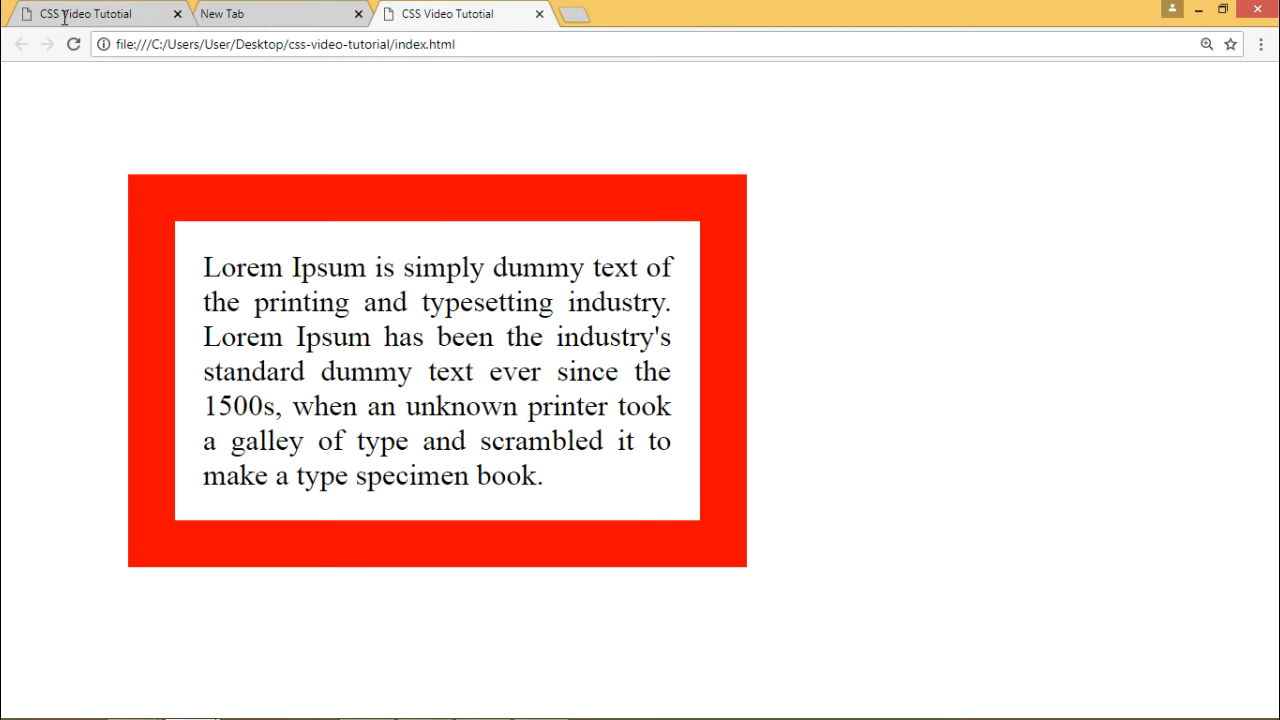 CSS Video Tutotial
New Tab
CSS Video Tutotial
file:///C:/Users/User/Desktop/css-video-tutorial/index.html
Lorem Ipsum is simply dummy text of
the printing and typesetting industry.
Lorem Ipsum has been the industry's
standard dummy text ever since the
1500s, when an unknown printer took
a galley of type and scrambled it to
make a type specimen book.